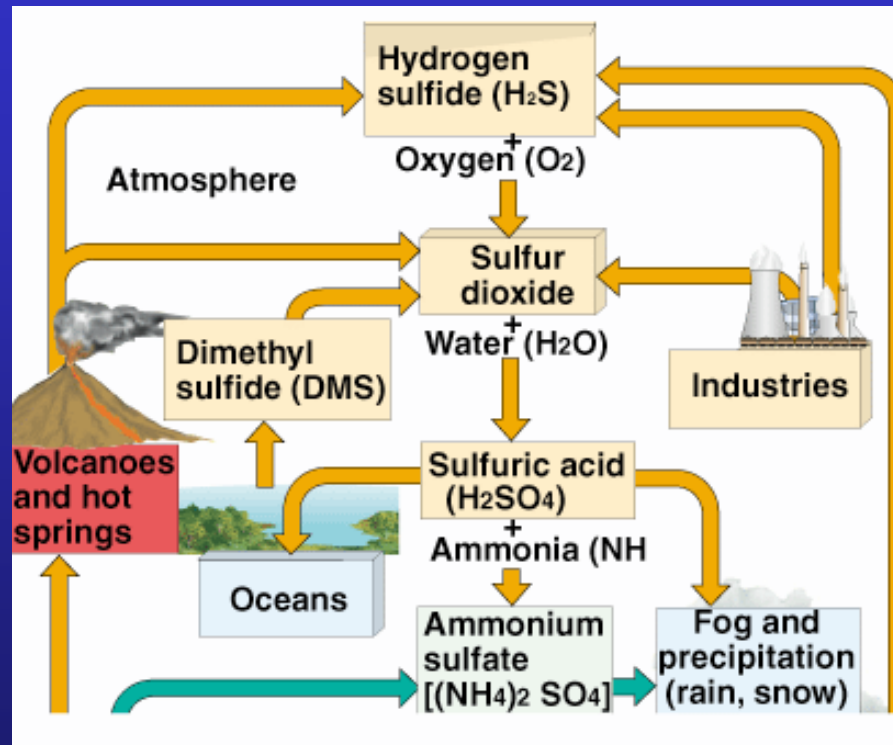 Hydrogen
sulfide (H₂S)
+
Oxygen (O₂)
Atmosphere
Sulfur
dioxide
+
Water (H₂O)
Dimethyl
sulfide (DMS)
Industries
Volcanoes
and hot
springs
Sulfuric acid
(H₂SO₄)
+
Ammonia (NH
Oceans
Ammonium
sulfate
[(NH₄)₂ SO₄]
Fog and
precipitation
(rain, snow)